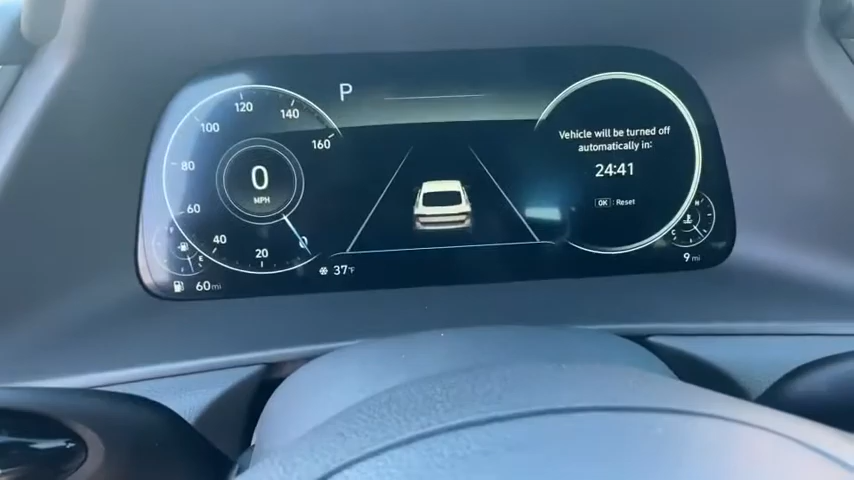 P
0
MPH
0
20
40
60
80
100
120
140
160
E
60mi
37°F
Vehicle will be turned off
automatically in:
24:41
OK : Reset
H
C
9mi